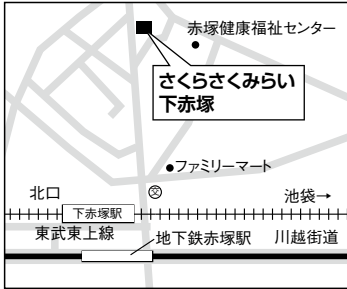 赤塚健康福祉センター
さくらさくみらい
下赤塚
ファミリーマート
北口
文
池袋→
下赤塚駅
東武東上線
地下鉄赤塚駅
川越街道